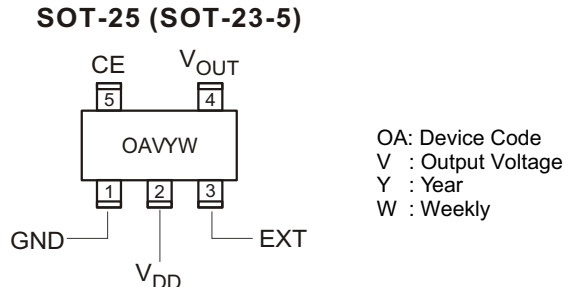 SOT-25 (SOT-23-5)
CE VOUT
5 4
OAVYW
1 2 3
GND EXT
VDD
OA: Device Code
V : Output Voltage
Y : Year
W : Weekly